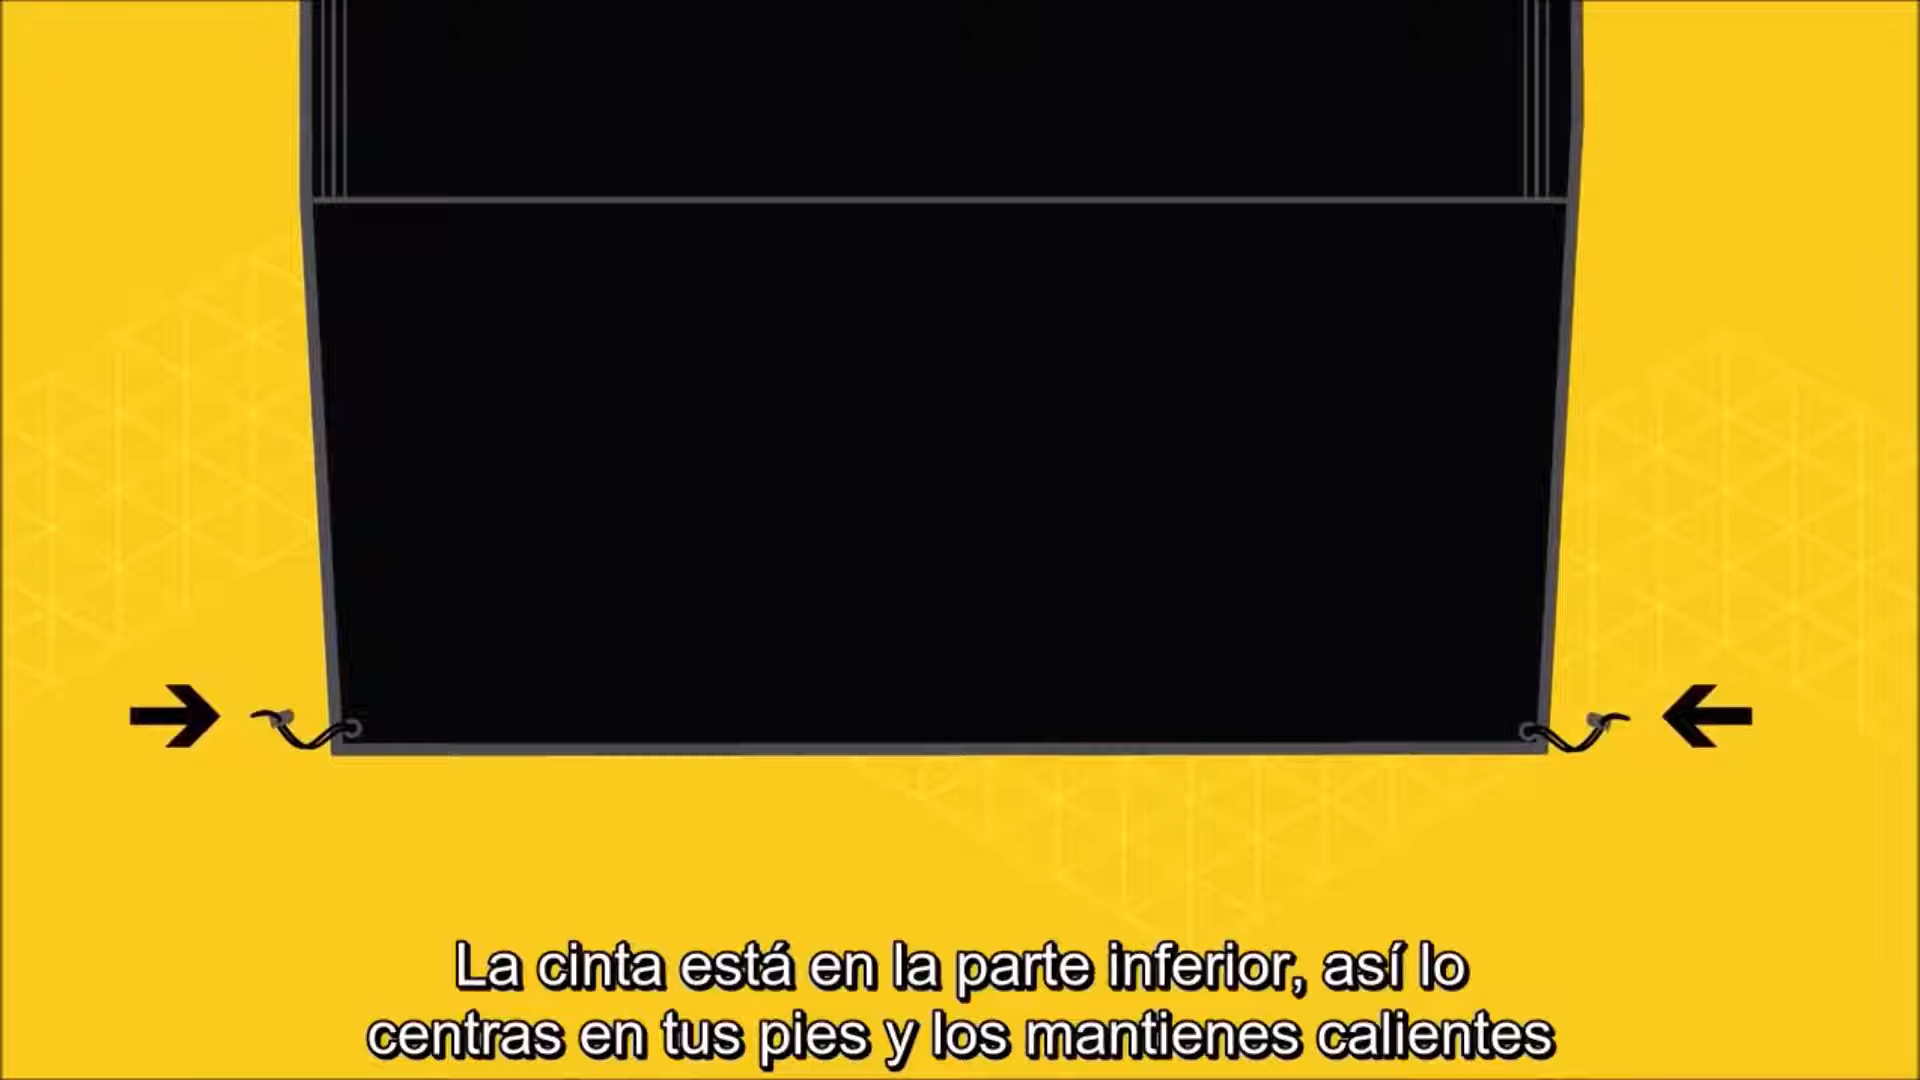 La cinta está en la parte inferior, así lo
centras en tus pies y los mantienes calientes